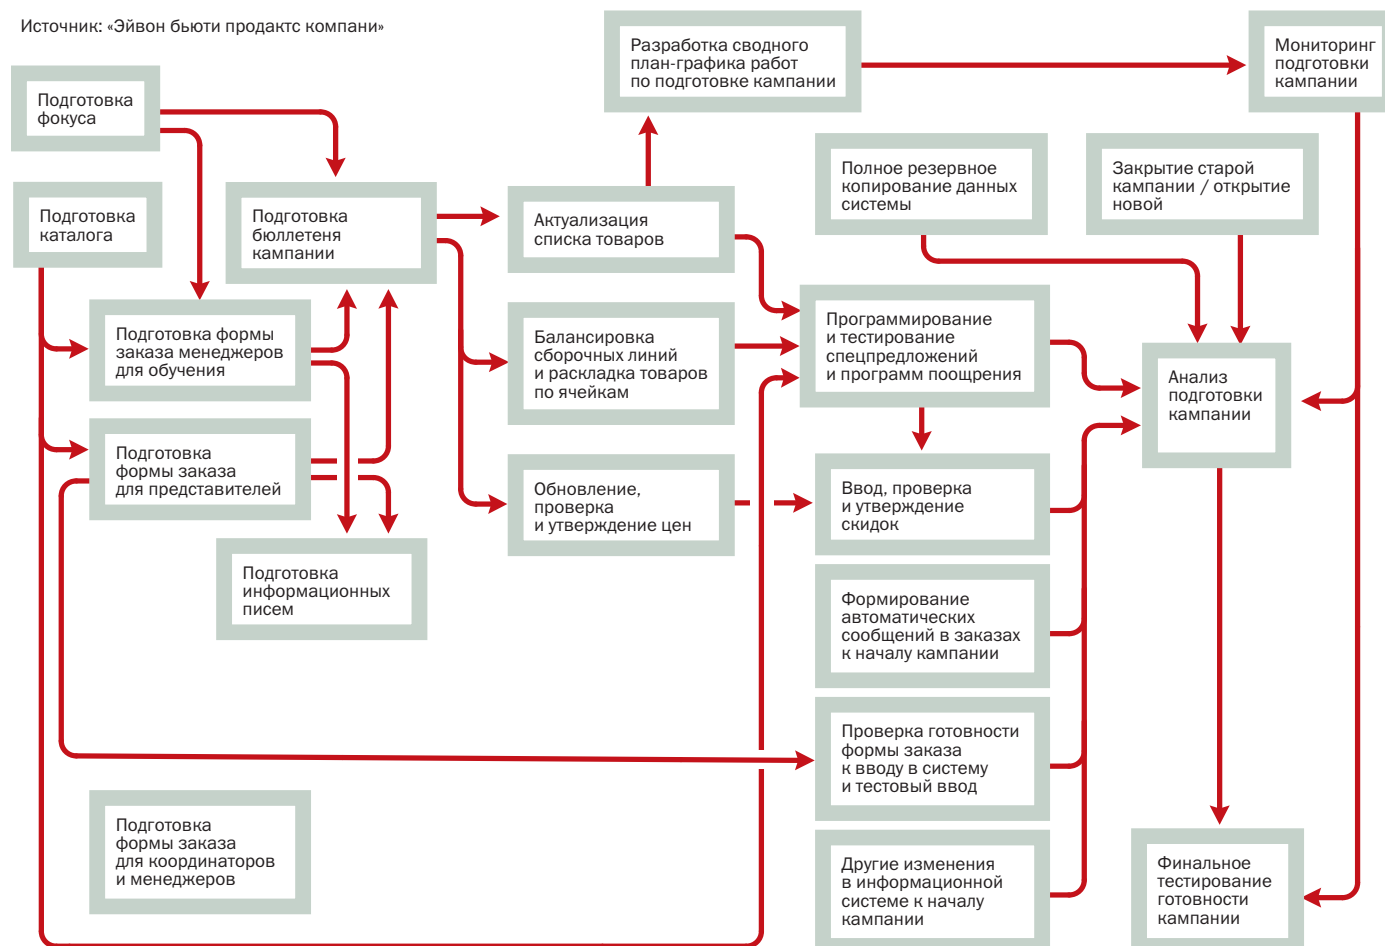 Источник: «Эйвон бьюти продактс компани»
Разработка сводного
план-графика работ
по подготовке кампании
Мониторинг
подготовки
кампании
Подготовка
фокуса
Полное резервное
копирование данных
системы
Закрытие старой
кампании / открытие
новой
Подготовка
каталога
Подготовка
бюллетеня
кампании
Актуализация
списка товаров
Подготовка формы
заказа менеджеров
для обучения
Балансировка
сборочных линий
и раскладка товаров
по ячейкам
Программирование
и тестирование
спецпредложений
и программ поощрения
Анализ
подготовки
кампании
Подготовка
формы заказа
для представителей
Обновление,
проверка
и утверждение цен
Ввод, проверка
и утверждение
скидок
Подготовка
информационных
писем
Формирование
автоматических
сообщений в заказах
к началу кампании
Проверка готовности
формы заказа
к вводу в систему
и тестовый ввод
Подготовка
формы заказа
для координаторов
и менеджеров
Другие изменения
в информационной
системе к началу
кампании
Финальное
тестирование
готовности
кампании